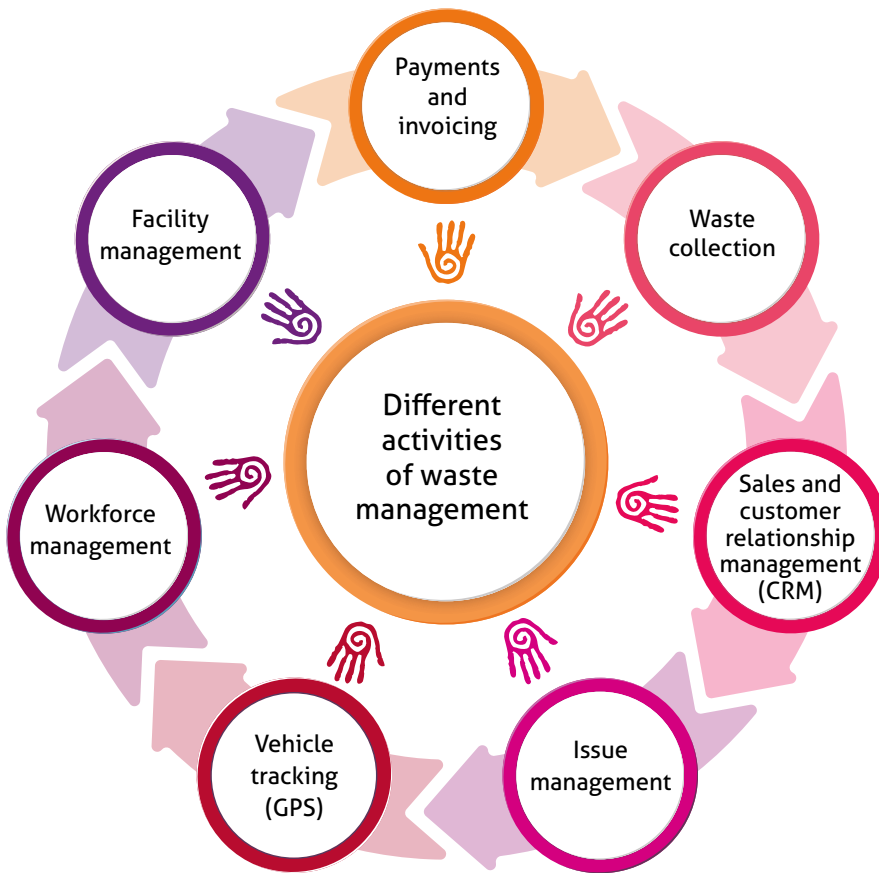 Payments
and
invoicing
Waste
collection
Sales and
customer
relationship
management
(CRM)
Issue
management
Vehicle
tracking
(GPS)
Workforce
management
Facility
management
Different
activities
of waste
management